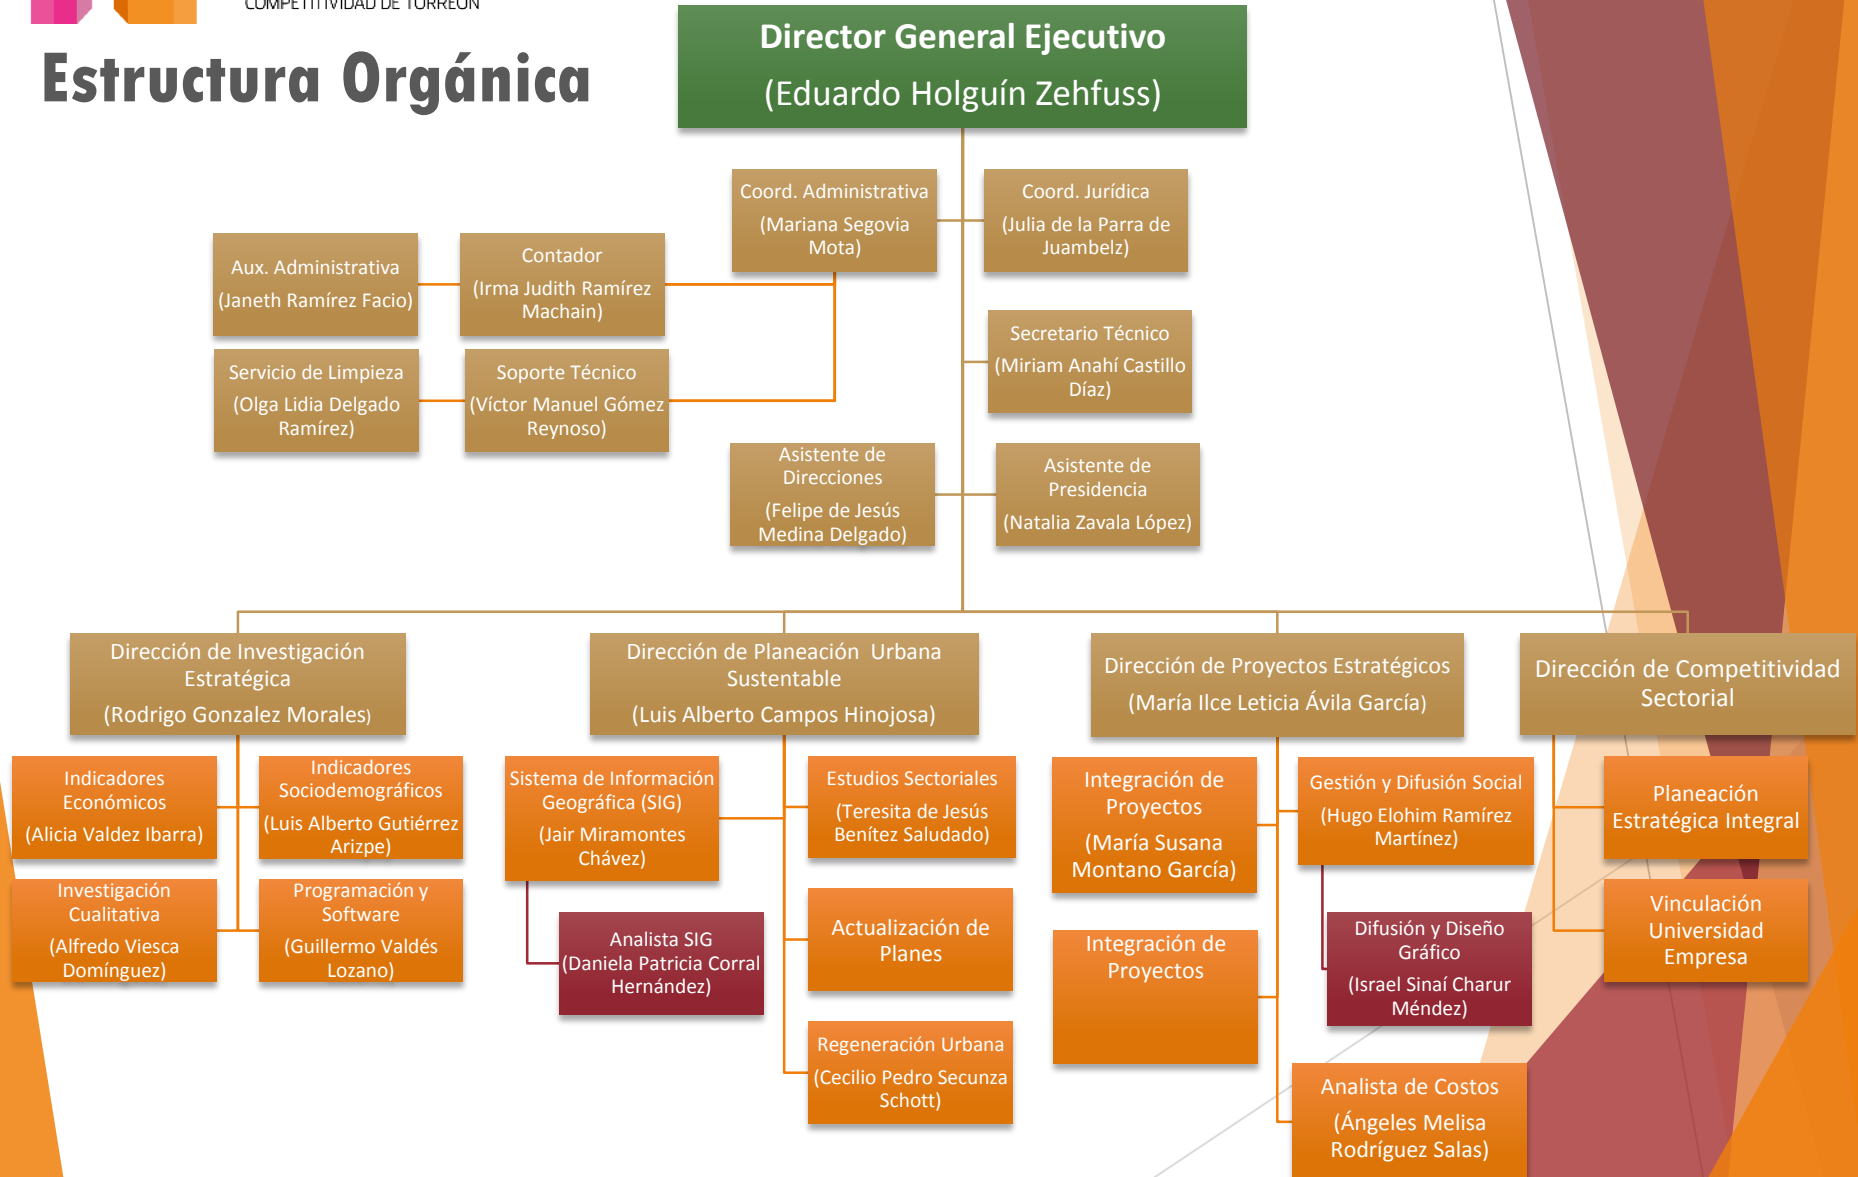 COMPETITIVIDAD DE TORREÓN
Estructura Orgánica
Director General Ejecutivo
(Eduardo Holguín Zehfuss)
Coord. Administrativa
(Mariana Segovia
Mota)
Coord. Jurídica
(Julia de la Parra de
Juambelz)
Aux. Administrativa
(Janeth Ramírez Facio)
Contador
(Irma Judith Ramírez
Machain)
Secretario Técnico
(Miriam Anahí Castillo
Díaz)
Servicio de Limpieza
(Olga Lidia Delgado
Ramírez)
Soporte Técnico
(Víctor Manuel Gómez
Reynoso)
Asistente de
Direcciones
(Felipe de Jesús
Medina Delgado)
Asistente de
Presidencia
(Natalia Zavala López)
Dirección de Investigación
Estratégica
(Rodrigo Gonzalez Morales)
Dirección de Planeación Urbana
Sustentable
(Luis Alberto Campos Hinojosa)
Dirección de Proyectos Estratégicos
(María Ilce Leticia Ávila García)
Dirección de Competitividad
Sectorial
Indicadores
Económicos
(Alicia Valdez Ibarra)
Indicadores
Sociodemográficos
(Luis Alberto Gutiérrez
Arizpe)
Investigación
Cualitativa
(Alfredo Viesca
Domínguez)
Programación y
Software
(Guillermo Valdés
Lozano)
Sistema de Información
Geográfica (SIG)
(Jair Miramontes
Chávez)
Analista SIG
(Daniela Patricia Corral
Hernández)
Estudios Sectoriales
(Teresita de Jesús
Benítez Saludado)
Actualización de
Planes
Regeneración Urbana
(Cecilio Pedro Secunza
Schott)
Integración de
Proyectos
(María Susana
Montano García)
Integración de
Proyectos
Gestión y Difusión Social
(Hugo Elohim Ramírez
Martínez)
Difusión y Diseño
Gráfico
(Israel Sinaí Charur
Méndez)
Analista de Costos
(Ángeles Melisa
Rodríguez Salas)
Planeación
Estratégica Integral
Vinculación
Universidad
Empresa